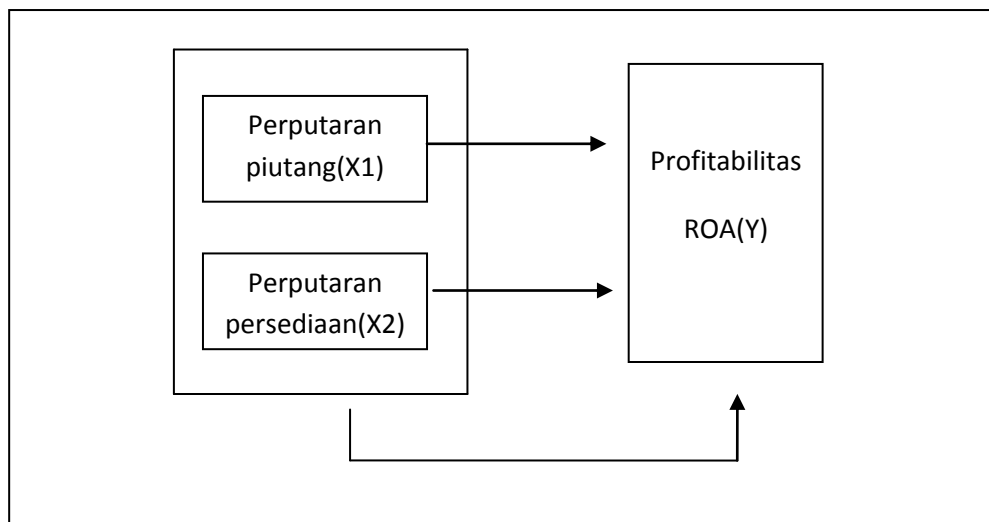 Perputaran
piutang(X1)
Perputaran
persediaan(X2)
Profitabilitas
ROA(Y)